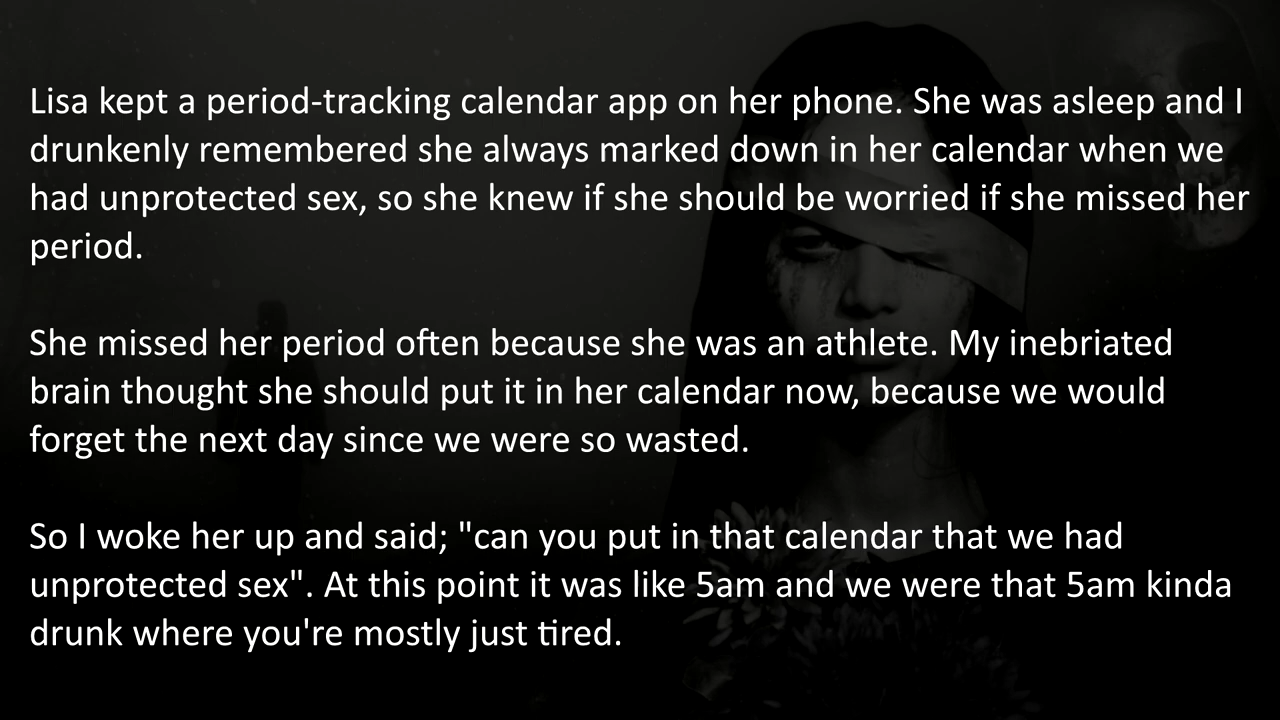 Lisa kept a period-tracking calendar app on her phone. She was asleep and I
drunkenly remembered she always marked down in her calendar when we
had unprotected sex, so she knew if she should be worried if she missed her
period.
She missed her period often because she was an athlete. My inebriated
brain thought she should put it in her calendar now, because we would
forget the next day since we were so wasted.
So I woke her up and said; "can you put in that calendar that we had
unprotected sex". At this point it was like 5am and we were that 5am kinda
drunk where you're mostly just tired.